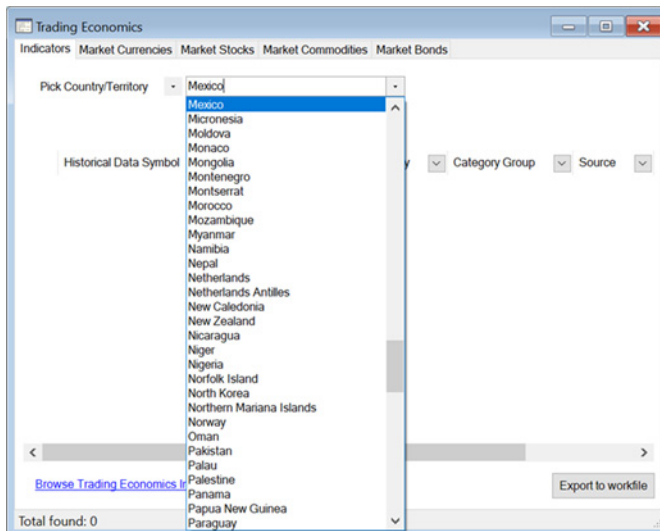 Trading Economics
Indicators Market Currencies Market Stocks Market Commodities Market Bonds
Pick Country/Territory Mexico
Mexico
Micronesia
Moldova
Monaco
Historical Data Symbol Mongolia y Category Group Source
Montenegro
Montserrat
Morocco
Mozambique
Myanmar
Namibia
Nepal
Netherlands
Netherlands Antilles
New Caledonia
New Zealand
Nicaragua
Niger
Nigeria
Norfolk Island
North Korea
Northern Mariana Islands
Norway
Oman
Pakistan
Palau
Browse Trading Economics I Palestine Export to workfile
Panama
Papua New Guinea
Total found: 0 Paraguay